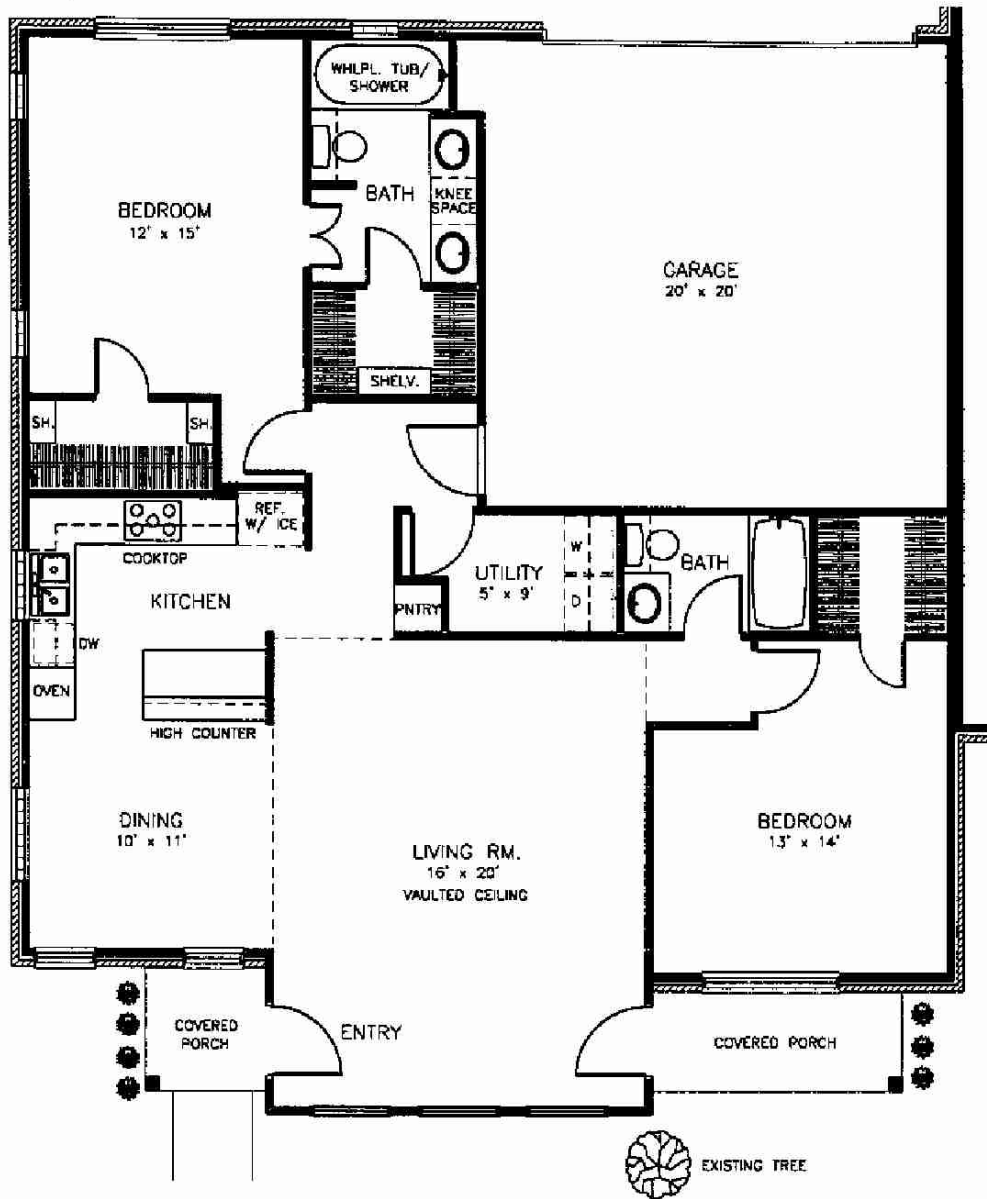 WHLPL. TUB/
SHOWER
BATH
KNEE
SPACE
BEDROOM
12' x 15'
GARAGE
20' x 20'
SHELV.
SH.
SH.
REF.
W/ ICE
COOKTOP
KITCHEN
UTILITY
5' x 9'
W
D
BATH
PNTRY
DW
OVEN
HIGH COUNTER
DINING
10' x 11'
LIVING RM.
16' x 20'
VAULTED CEILING
BEDROOM
13' x 14'
COVERED
PORCH
ENTRY
COVERED PORCH
EXISTING TREE